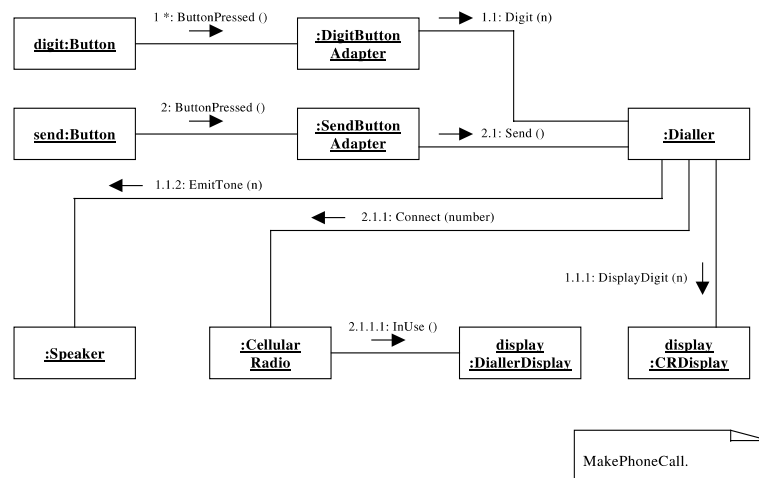 1 *: ButtonPressed ()
1.1: Digit (n)
digit:Button
:DigitButton
Adapter
2: ButtonPressed ()
send:Button
:SendButton
Adapter
2.1: Send ()
:Dialler
1.1.2: EmitTone (n)
2.1.1: Connect (number)
1.1.1: DisplayDigit (n)
2.1.1.1: InUse ()
:Speaker
:Cellular
Radio
display
:DiallerDisplay
display
:CRDisplay
MakePhoneCall.